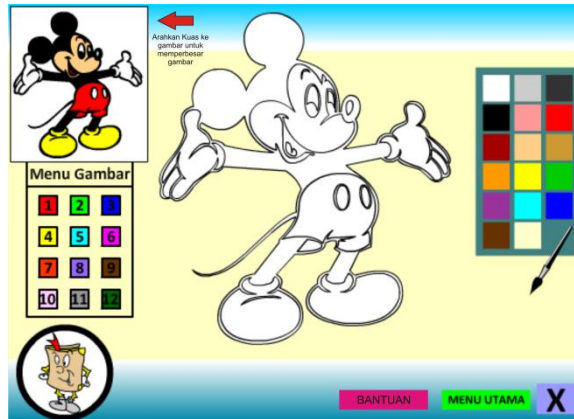 Arahkan Kuas ke
gambar untuk
memperbesar
gambar
Menu Gambar
1 2 3
4 5 6
7 8 9
10 11 12
BANTUAN MENU UTAMA X